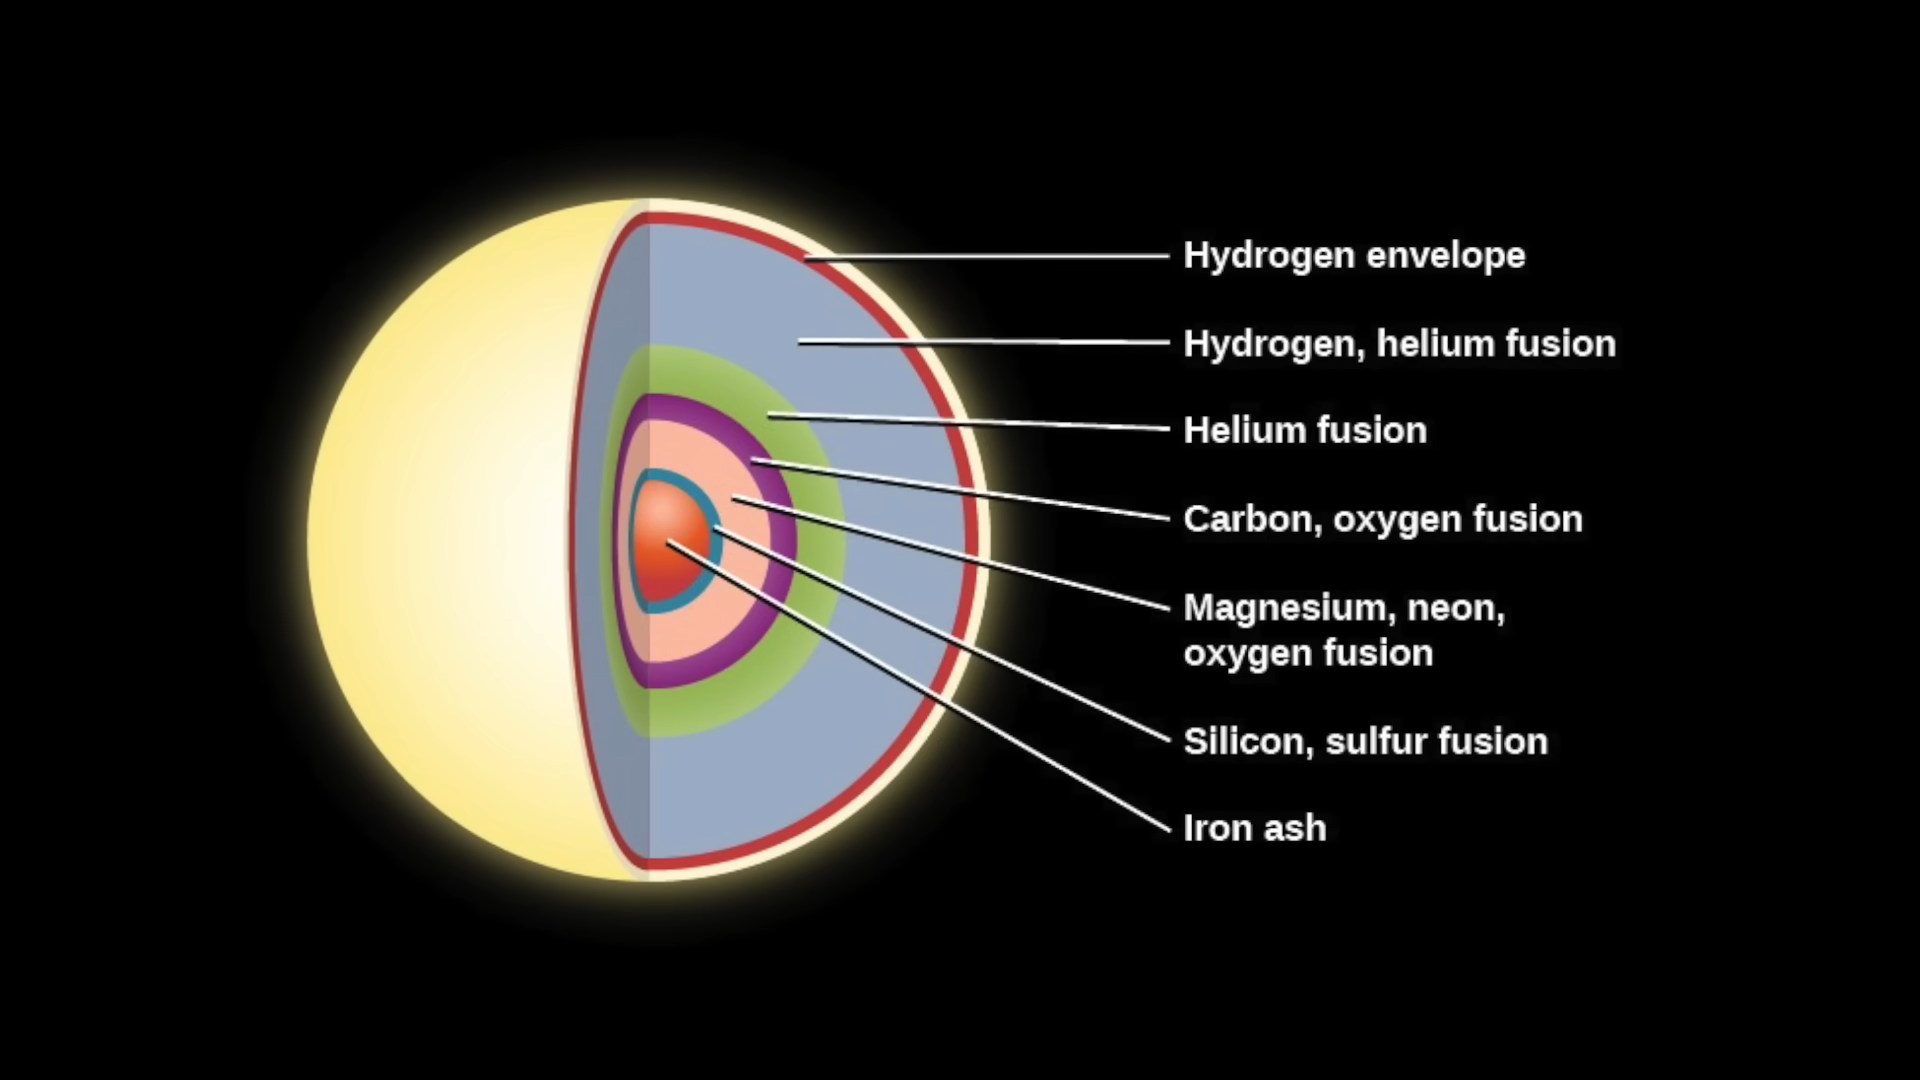 Hydrogen envelope
Hydrogen, helium fusion
Helium fusion
Carbon, oxygen fusion
Magnesium, neon,
oxygen fusion
Silicon, sulfur fusion
Iron ash